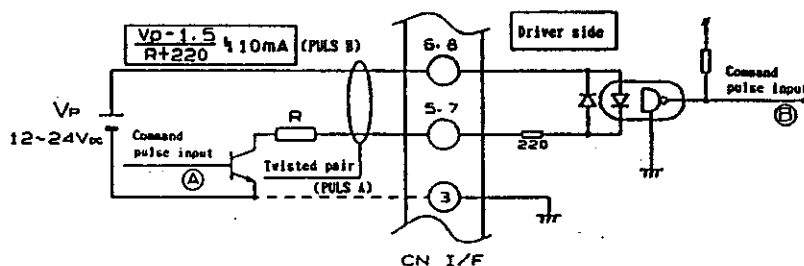 Vp-1.5
R+220
≒10mA (PULS B)
6.8
Driver side
Command
pulse input
B
VP
12~24VDC
R
5.7
220
Command
pulse input
A
Twisted pair
(PULS A)
3
CN I/F